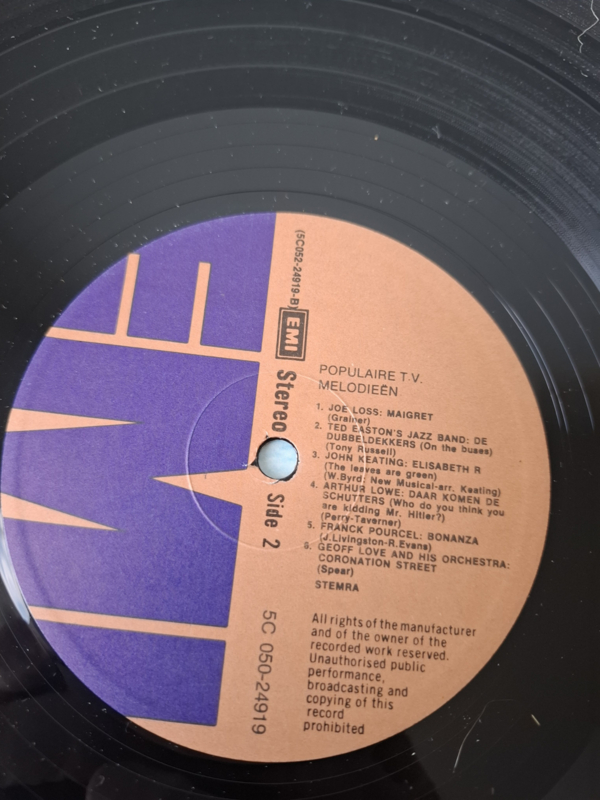 (5C052-24919-B)
EMI
Stereo
Side 2
5C 050-24919
EMI
POPULAIRE T.V.
MELODIEËN
1. JOE LOSS: MAIGRET
(Grainer)
2. TED EASTON'S JAZZ BAND: DE
DUBBELDEKKERS (On the buses)
(Tony Russell)
3. JOHN KEATING: ELISABETH R
(The leaves are green)
(W.Byrd; New Musical-arr. Keating)
4. ARTHUR LOWE: DAAR KOMEN DE
SCHUTTERS (Who do you think you
are kidding Mr. Hitler?)
(Perry-Taverner)
5. FRANCK POURCEL: BONANZA
(J.Livingston-R.Evans)
6. GEOFF LOVE AND HIS ORCHESTRA:
CORONATION STREET
(Spear)
STEMRA
All rights of the manufacturer
and of the owner of the
recorded work reserved.
Unauthorised public
performance,
broadcasting and
copying of this
record
prohibited